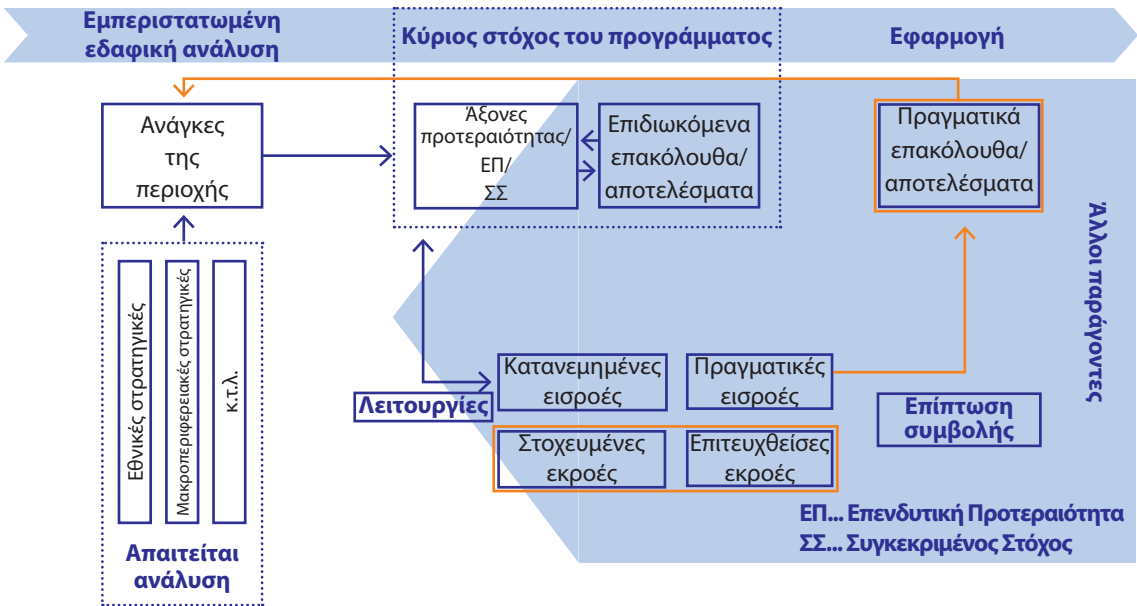 Εμπεριστατωμένη
εδαφική ανάλυση
Κύριος στόχος του προγράμματος
Εφαρμογή
Ανάγκες
της
περιοχής
Άξονες
προτεραιότητας/
ΕΠ/
ΣΣ
Επιδιωκόμενα
επακόλουθα/
αποτελέσματα
Πραγματικά
επακόλουθα/
αποτελέσματα
Άλλοι παράγοντες
Εθνικές στρατηγικές
Μακροπεριφερειακές στρατηγικές
κ.τ.λ.
Απαιτείται
ανάλυση
Λειτουργίες
Κατανεμημένες
εισροές
Πραγματικές
εισροές
Στοχευμένες
εκροές
Επιτευχθείσες
εκροές
Επίπτωση
συμβολής
ΕΠ... Επενδυτική Προτεραιότητα
ΣΣ... Συγκεκριμένος Στόχος